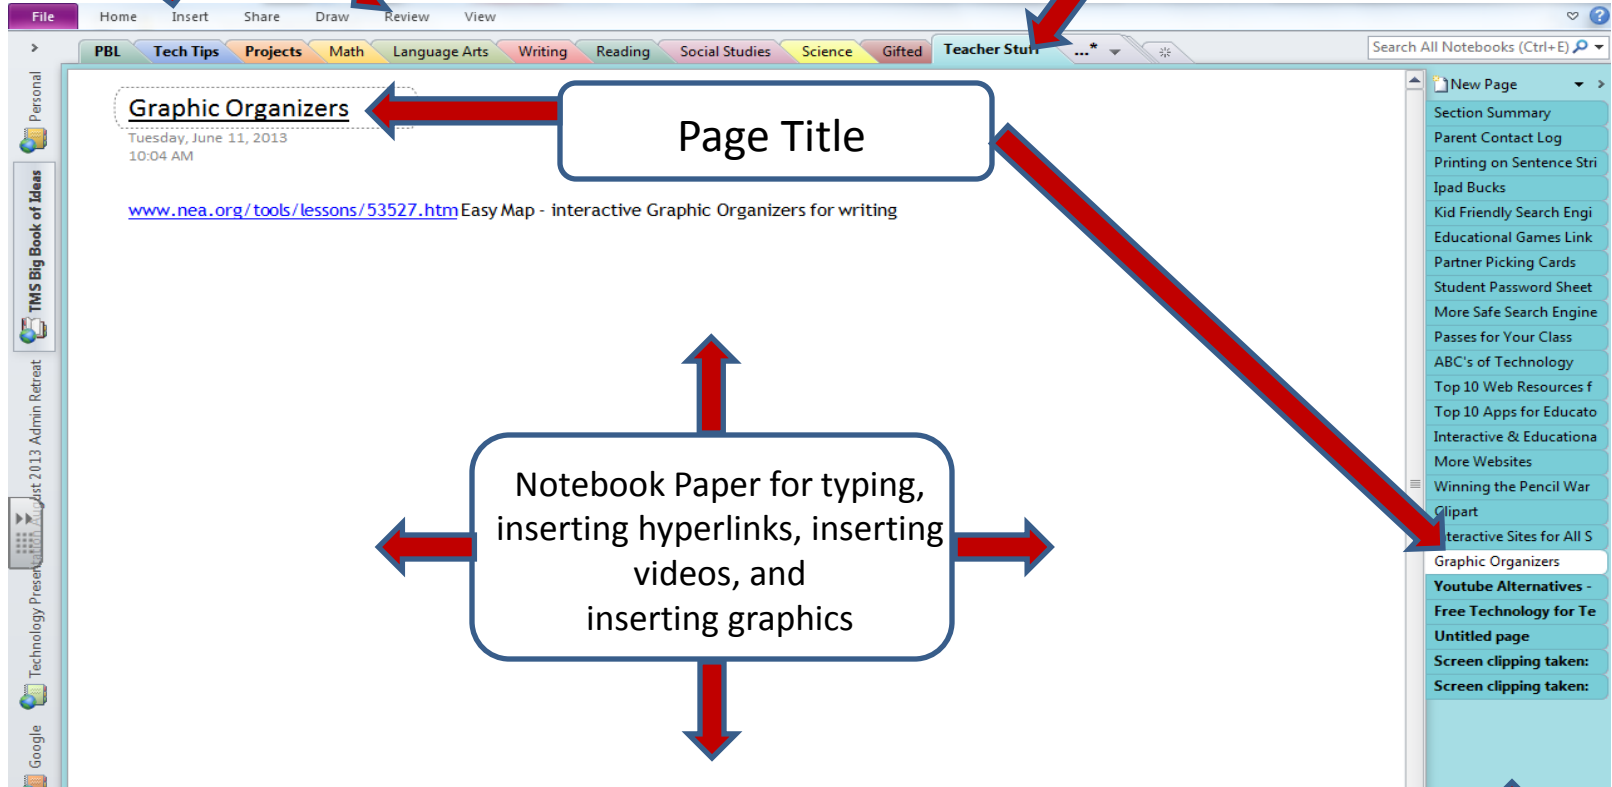 File Home Insert Share Draw Review View
PBL Tech Tips Projects Math Language Arts Writing Reading Social Studies Science Gifted Teacher Stuff ...*
Search All Notebooks (Ctrl+E)
Personal
TMS Big Book of Ideas
Technology Presentation August 2013 Admin Retreat
Google
Graphic Organizers
Tuesday, June 11, 2013
10:04 AM
www.nea.org/tools/lessons/53527.htm Easy Map - interactive Graphic Organizers for writing
Page Title
Notebook Paper for typing,
inserting hyperlinks, inserting
videos, and
inserting graphics
New Page
Section Summary
Parent Contact Log
Printing on Sentence Stri
Ipad Bucks
Kid Friendly Search Engi
Educational Games Link
Partner Picking Cards
Student Password Sheet
More Safe Search Engine
Passes for Your Class
ABC's of Technology
Top 10 Web Resources f
Top 10 Apps for Educato
Interactive & Educationa
More Websites
Winning the Pencil War
Clipart
Interactive Sites for All S
Graphic Organizers
Youtube Alternatives -
Free Technology for Te
Untitled page
Screen clipping taken:
Screen clipping taken: